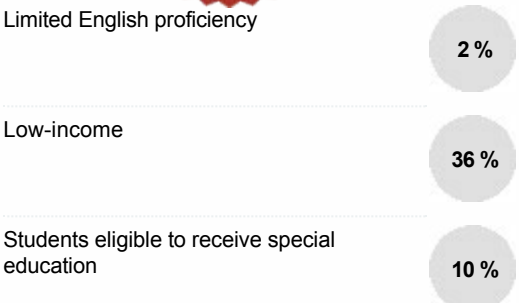 Limited English proficiency
2 %
Low-income
36 %
Students eligible to receive special
education
10 %